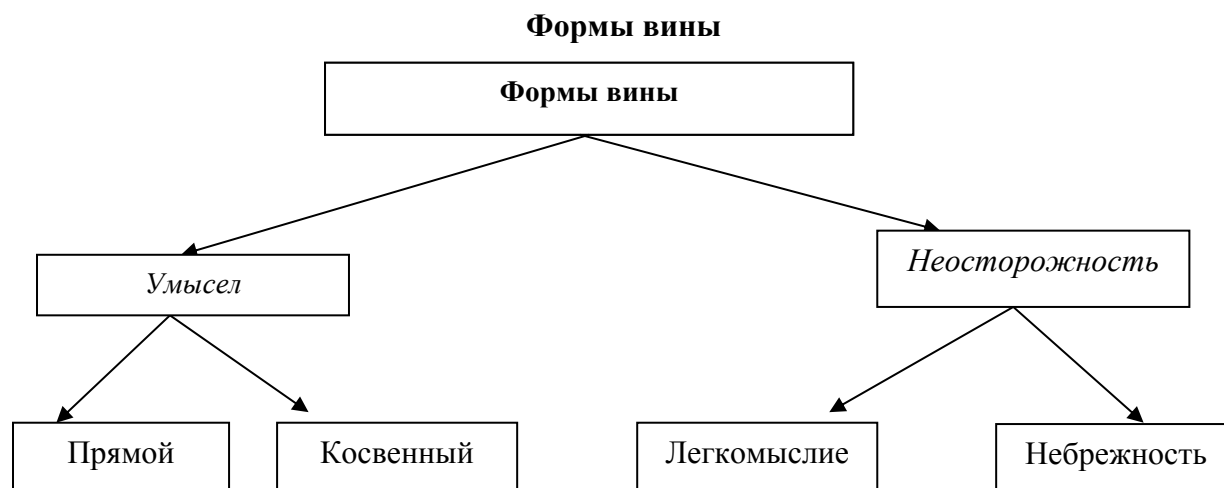 Формы вины
Формы вины
Умысел
Неосторожность
Прямой
Косвенный
Легкомыслие
Небрежность